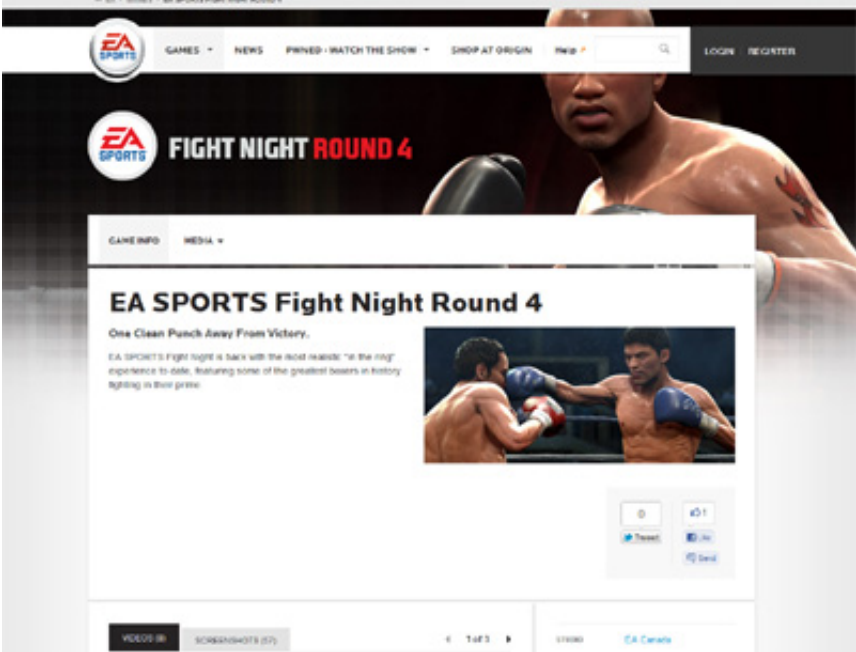 EA SPORTS
GAMES NEWS PWNED - WATCH THE SHOW SHOP AT ORIGIN Help LOGIN REGISTER
EA SPORTS FIGHT NIGHT ROUND 4
GAME INFO MEDIA
EA SPORTS Fight Night Round 4
One Clean Punch Away From Victory.
EA SPORTS Fight Night is back with the most realistic "in the ring"
experience to date, featuring some of the greatest boxers in history
fighting in their prime
0 1
Tweet Like
Send
VIDEOS (8) SCREENSHOTS (57) 1 of 3 STUDIO EA Canada